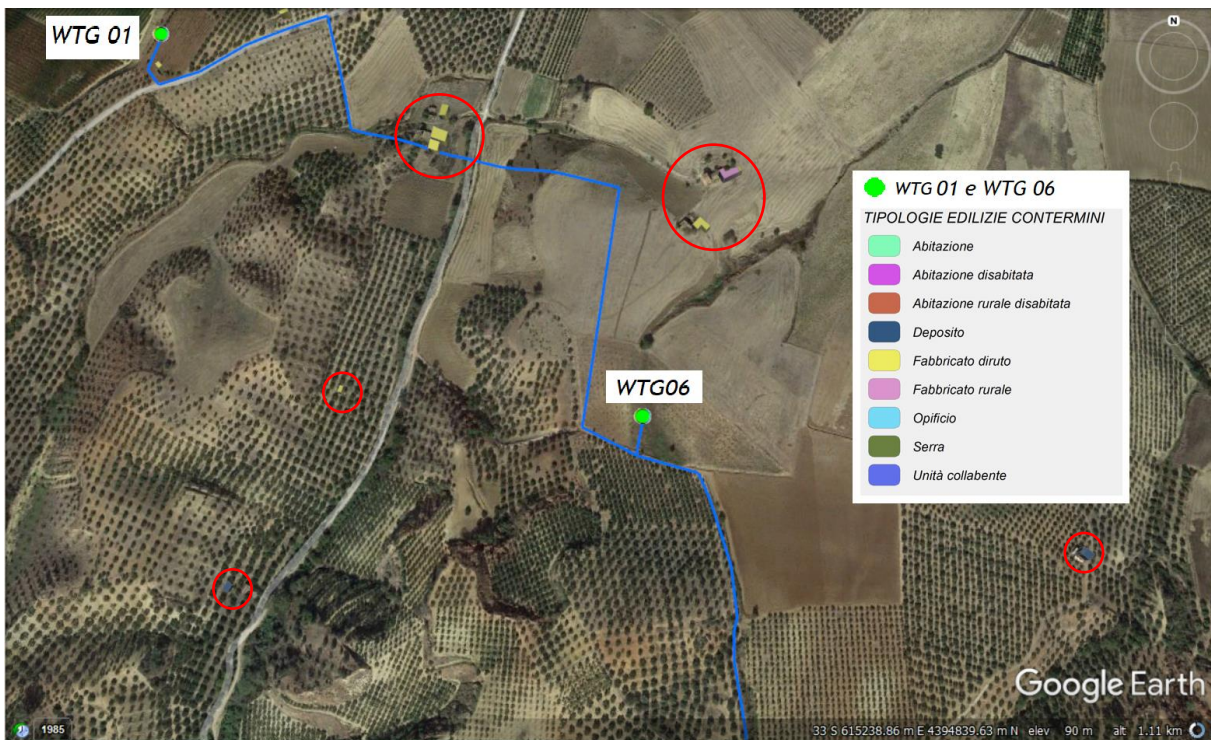 WTG 01
N
WTG 01 e WTG 06
TIPOLOGIE EDILIZIE CONTERMINI
Abitazione
Abitazione disabitata
Abitazione rurale disabitata
Deposito
Fabbricato diruto
Fabbricato rurale
Opificio
Serra
Unità collabente
WTG06
Google Earth
1985
33 S 615238.86 m E 4394839.63 m N elev 90 m alt 1.11 km